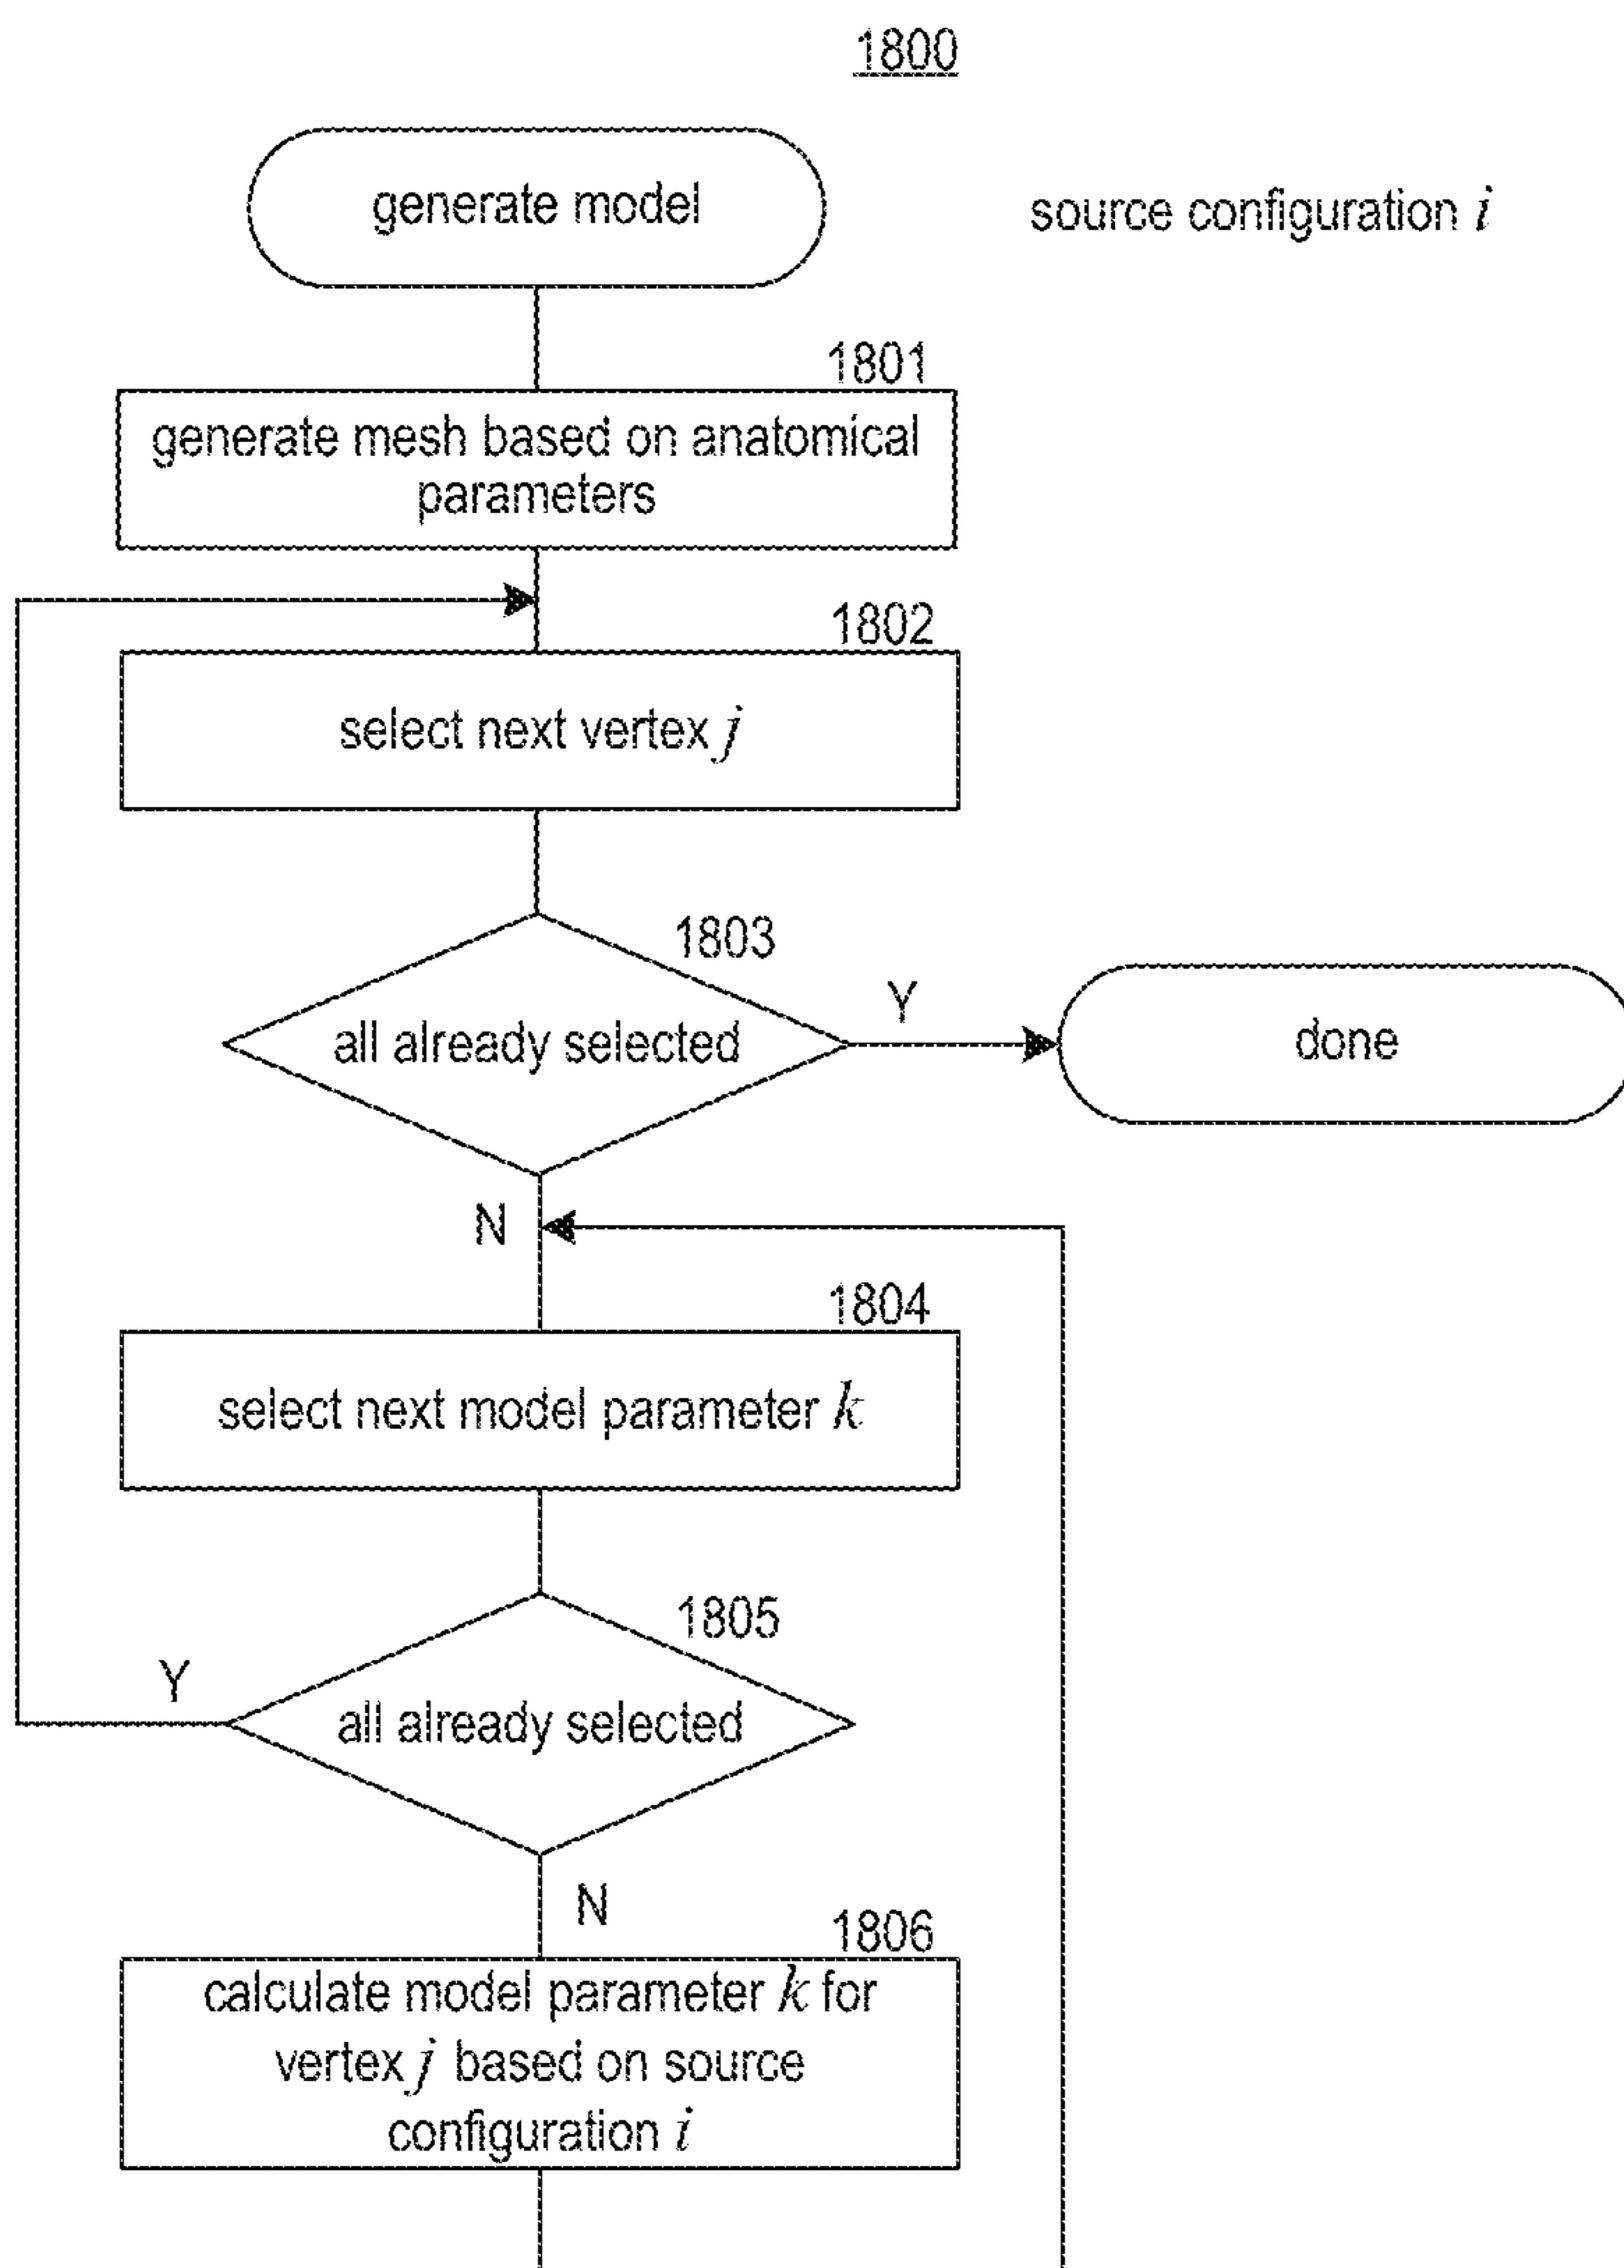 1800
generate model
source configuration i
1801
generate mesh based on anatomical
parameters
1802
select next vertex j
1803
all already selected
Y
done
N
1804
select next model parameter k
1805
all already selected
Y
N
1806
calculate model parameter k for
vertex j based on source
configuration i